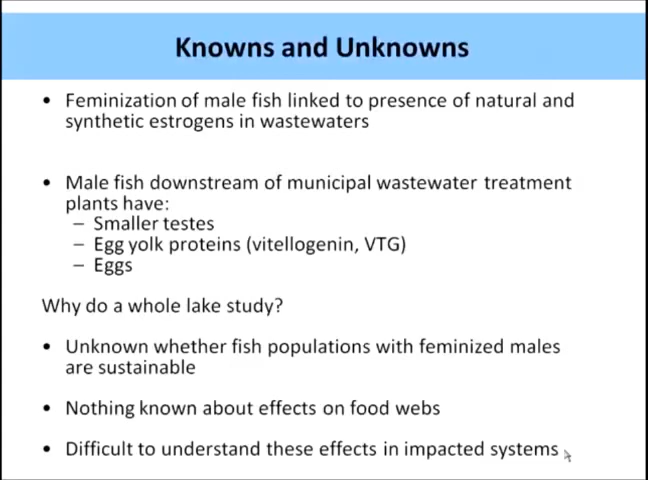 Knowns and Unknowns
• Feminization of male fish linked to presence of natural and
synthetic estrogens in wastewaters
• Male fish downstream of municipal wastewater treatment
plants have:
– Smaller testes
– Egg yolk proteins (vitellogenin, VTG)
– Eggs
Why do a whole lake study?
• Unknown whether fish populations with feminized males
are sustainable
• Nothing known about effects on food webs
• Difficult to understand these effects in impacted systems